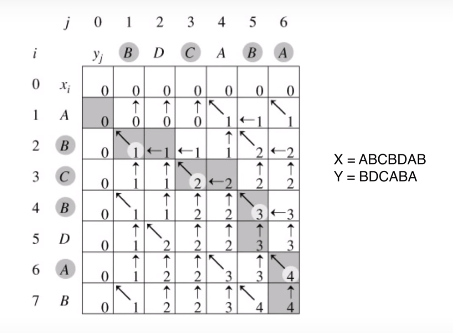 j 0 1 2 3 4 5 6
i yj B D C A B A
0 xi 0 0 0 0 0 0 0
1 A 0 ↑0 ↑0 ↑0 ↖1 ←1 ↖1
2 B 0 ↖1 ←1 ←1 ↑1 ↖2 ←2
3 C 0 ↑1 ↑1 ↖2 ←2 ↑2 ↑2
4 B 0 ↖1 ↑1 ↑2 ↑2 ↖3 ←3
5 D 0 ↑1 ↖2 ↑2 ↑2 ↑3 ↑3
6 A 0 ↑1 ↑2 ↑2 ↖3 ↑3 ↖4
7 B 0 ↖1 ↑2 ↑2 ↑3 ↖4 ↑4
X = ABCBDAB
Y = BDCABA